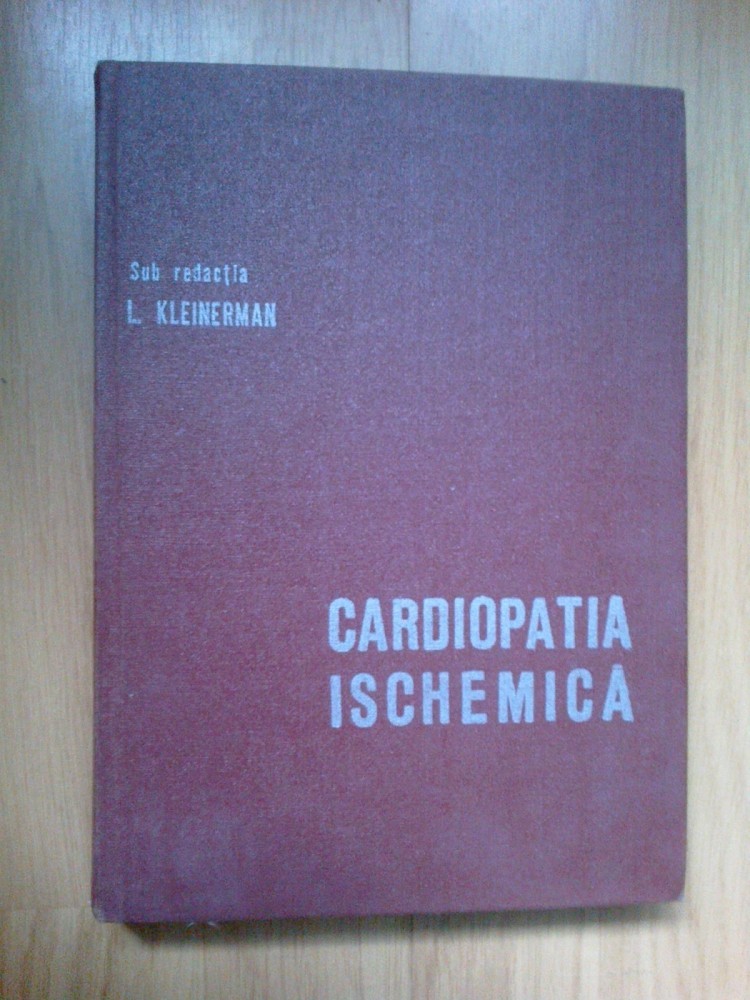 Sub redacția
L. KLEINERMAN
CARDIOPATIA
ISCHEMICA